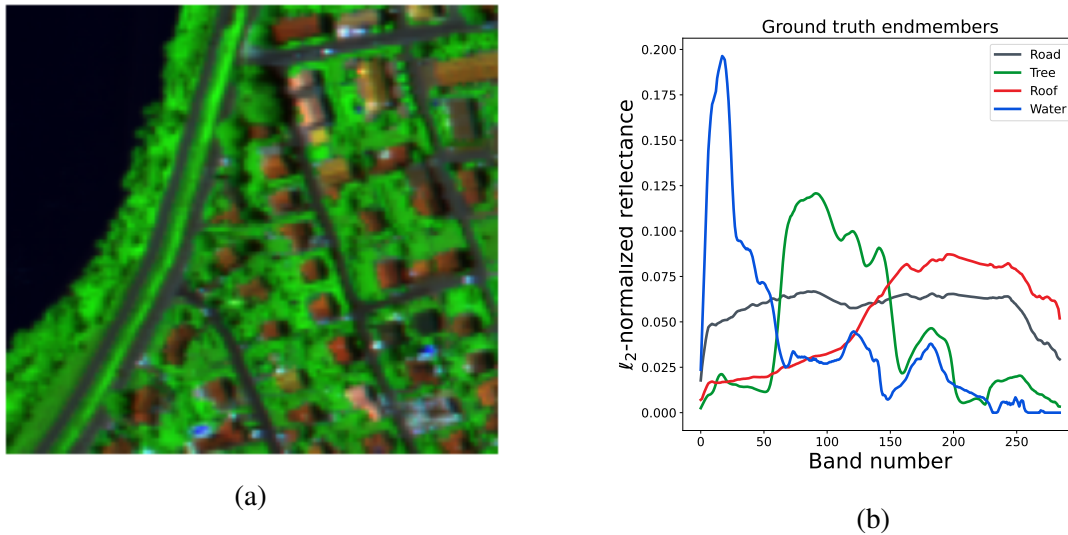 Ground truth endmembers
ℓ₂-normalized reflectance
0.200
0.175
0.150
0.125
0.100
0.075
0.050
0.025
0.000
Road
Tree
Roof
Water
0 50 100 150 200 250
Band number
(a)
(b)